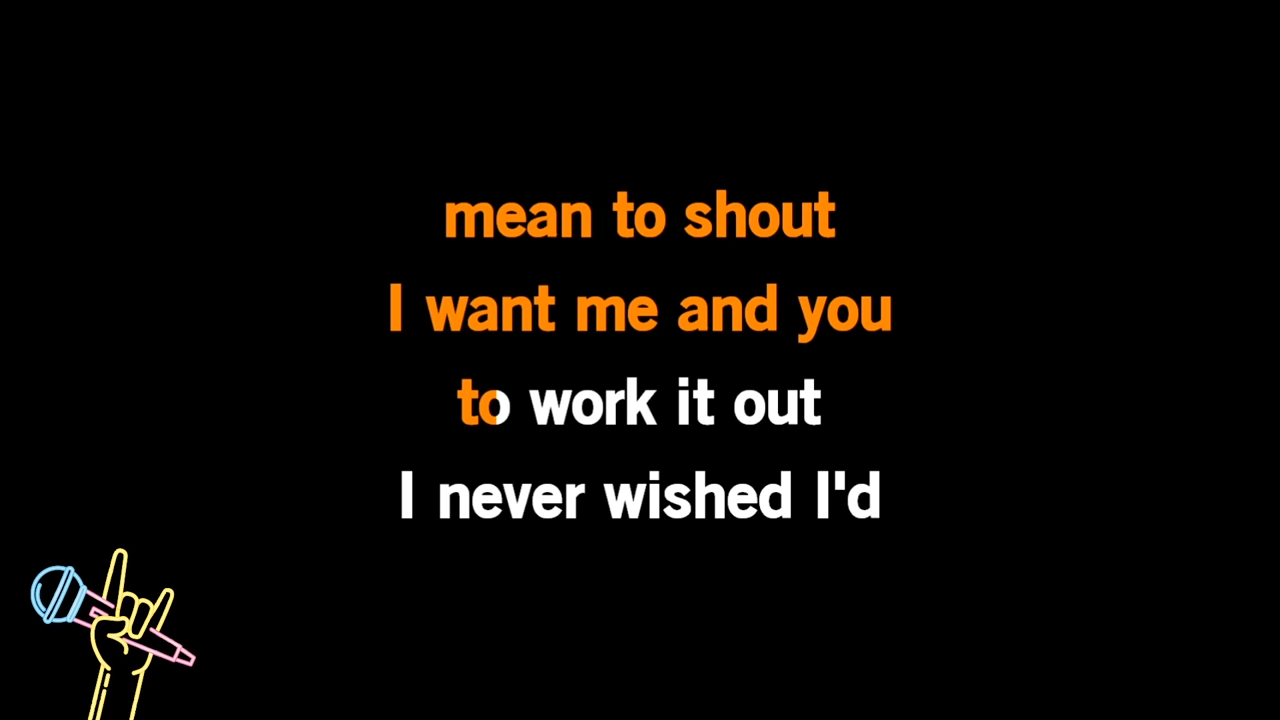 mean to shout
I want me and you
to work it out
I never wished I'd